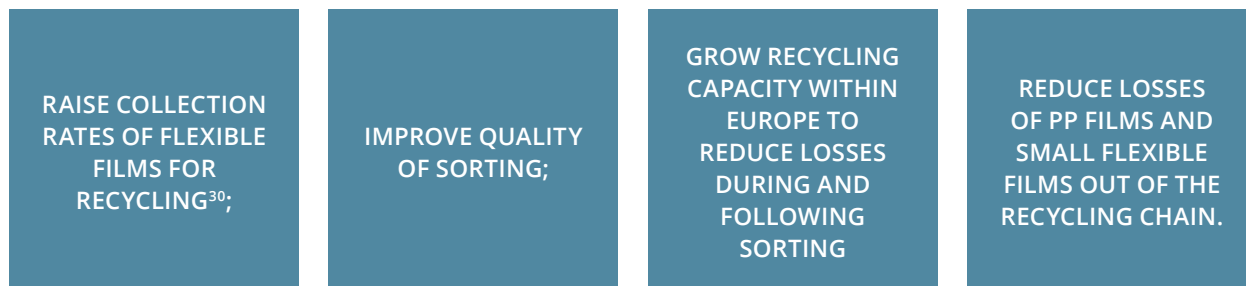 RAISE COLLECTION
RATES OF FLEXIBLE
FILMS FOR
RECYCLING³⁰;
IMPROVE QUALITY
OF SORTING;
GROW RECYCLING
CAPACITY WITHIN
EUROPE TO
REDUCE LOSSES
DURING AND
FOLLOWING
SORTING
REDUCE LOSSES
OF PP FILMS AND
SMALL FLEXIBLE
FILMS OUT OF THE
RECYCLING CHAIN.